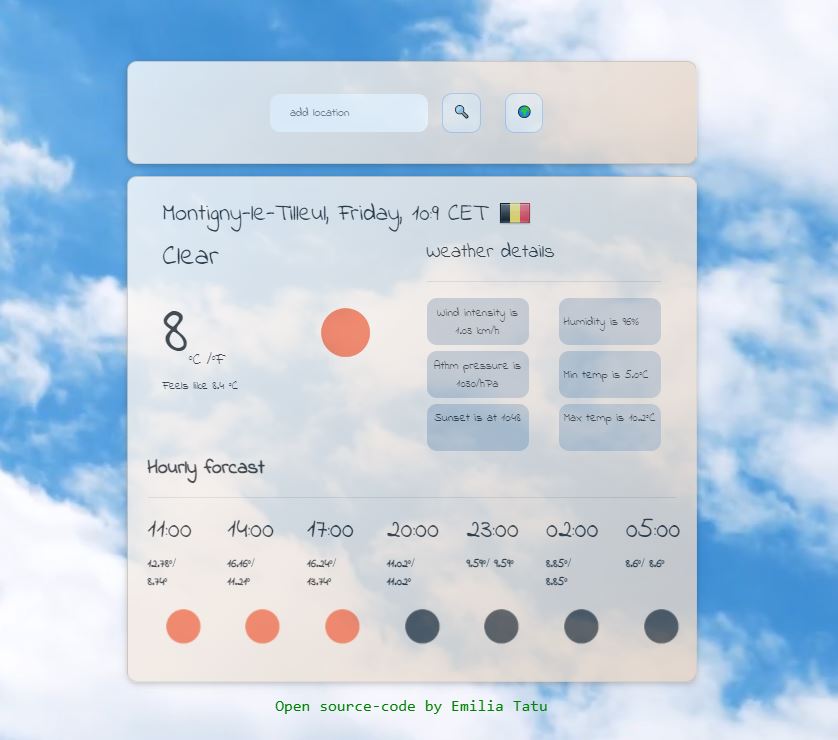 add location
Montigny-le-Tilleul, Friday, 10:9 CET
Clear
Weather details
8
°C /°F
Feels like 8.4 °C
Wind intensity is
1.03 km/h
Humidity is 96%
Athm pressure is
1030/hPa
Min temp is 5.0°C
Sunset is at 10:48
Max temp is 10.2°C
Hourly forcast
11:00 14:00 17:00 20:00 23:00 02:00 05:00
12.78°/ 16.16°/ 16.24°/ 11.02°/ 9.59°/ 9.59° 8.85°/ 8.6°/ 8.6°
8.74° 11.21° 13.74° 11.02° 8.85°
Open source-code by Emilia Tatu